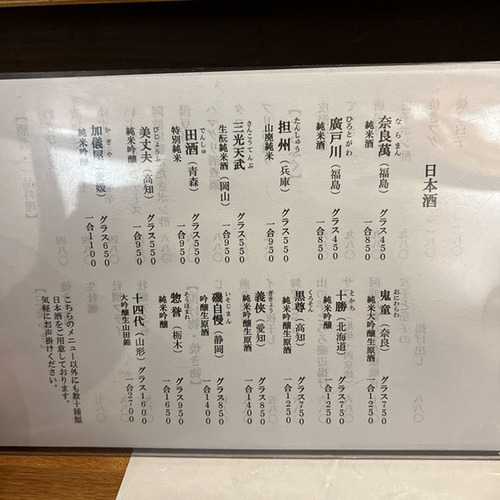 日本酒
ならまん
奈良萬（福島） グラス450
純米酒 一合850
ひろとがわ
廣戸川（福島） グラス450
純米酒 一合850
たんしゅう
担州（兵庫） グラス550
山廃純米 一合950
さんこうてんぶ
三光天武 グラス550
生酛純米酒（岡山） 一合950
でんしゅ
田酒（青森） グラス550
特別純米 一合950
びじょうふ
美丈夫（高知） グラス550
純米吟醸 一合950
かぎや
加儀屋（愛媛） グラス650
純米吟醸 一合1100
おにわらわ
鬼童（奈良） グラス750
純米大吟醸生原酒 一合1250
とかち
十勝（北海道） グラス750
純米吟醸 一合1250
くろそん
黒尊（高知） グラス750
純米吟醸生原酒 一合1250
ぎきょう
義侠（愛知） グラス850
純米吟醸生原酒 一合1400
いそじまん
磯自慢（静岡） グラス850
吟醸生原酒 一合1400
そうほまれ
惣誉（栃木） グラス950
純米吟醸 一合1650
十四代（山形） グラス1600
大吟醸生山田錦 一合2700
こちらのメニュー以外にも数十種類
日本酒をご用意しております。
気軽にお声掛けください。